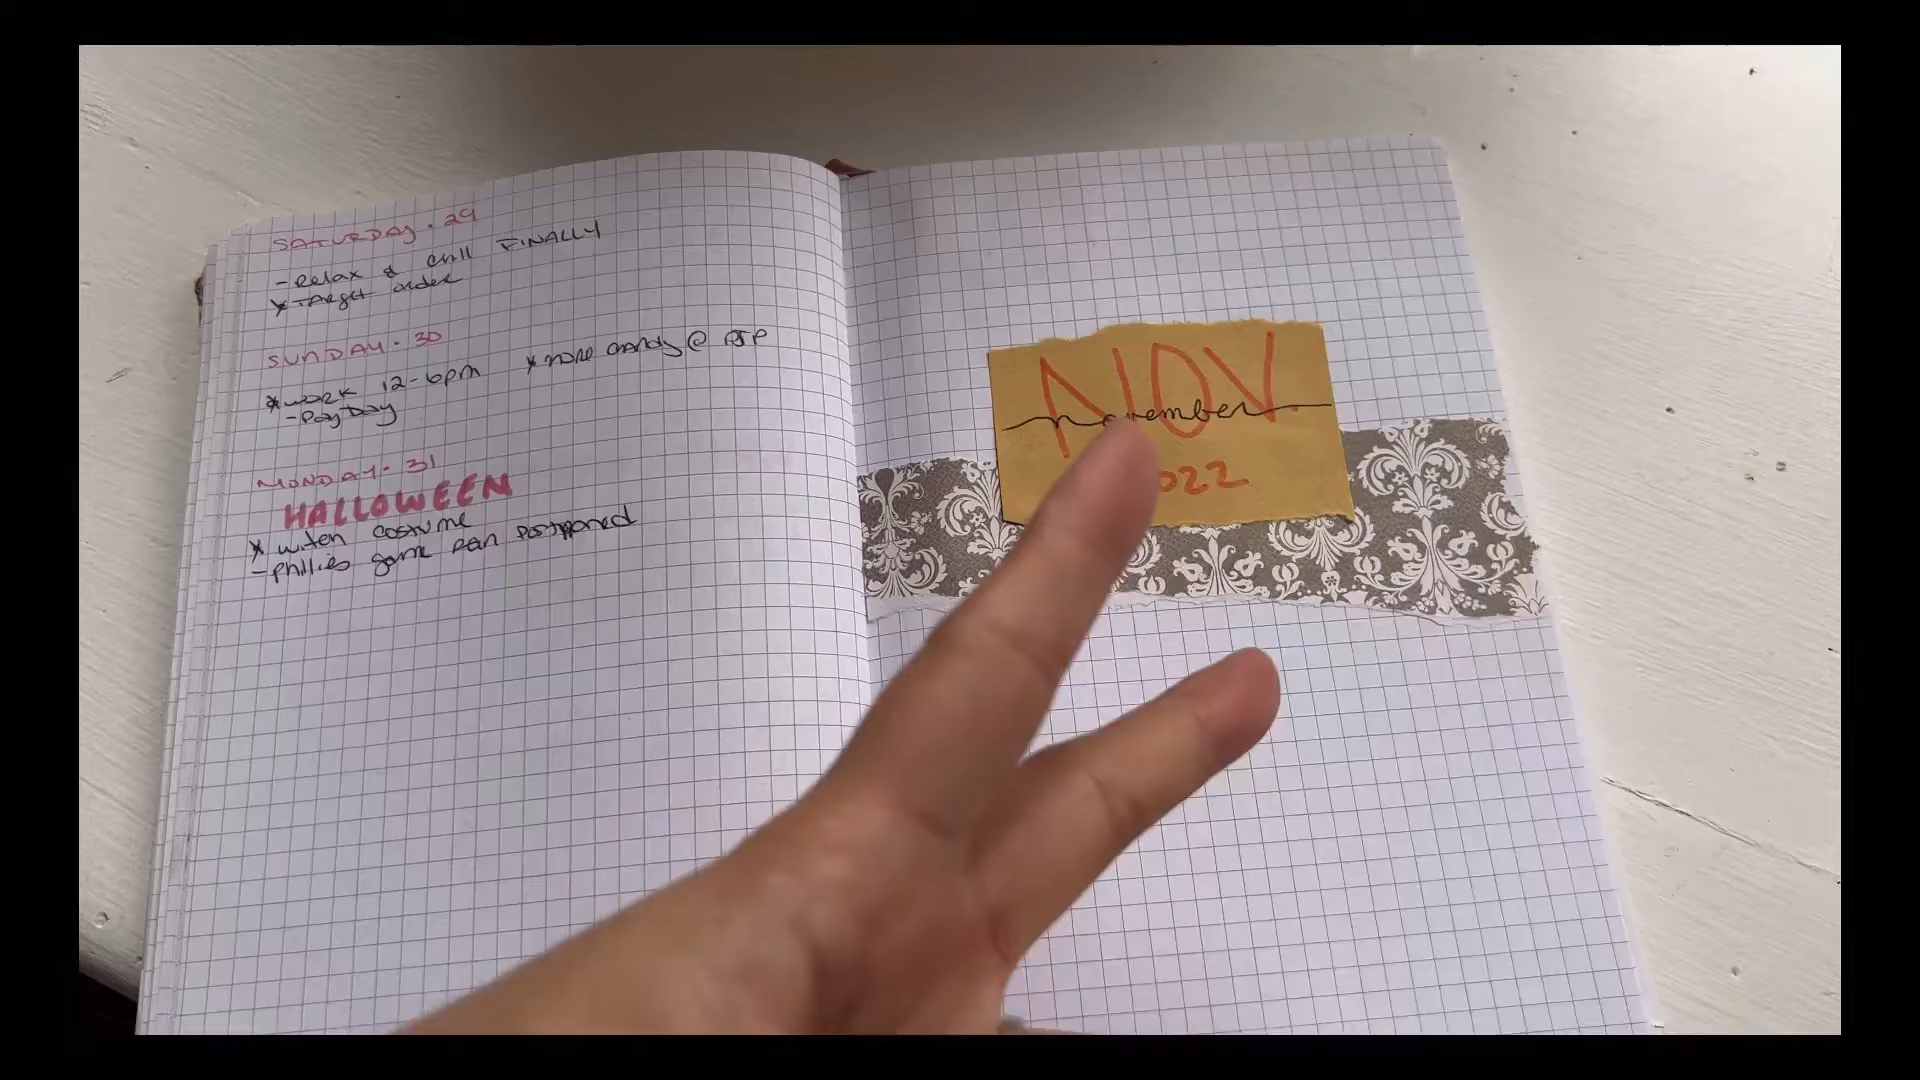 SATURDAY · 29
- Relax & chill FINALLY
* Target order
SUNDAY · 30
* WORK 12-6pm * more candy @
- Pay Day
MONDAY · 31
HALLOWEEN
* witch costume
- phillies game rain postponed
NOV.
november
022